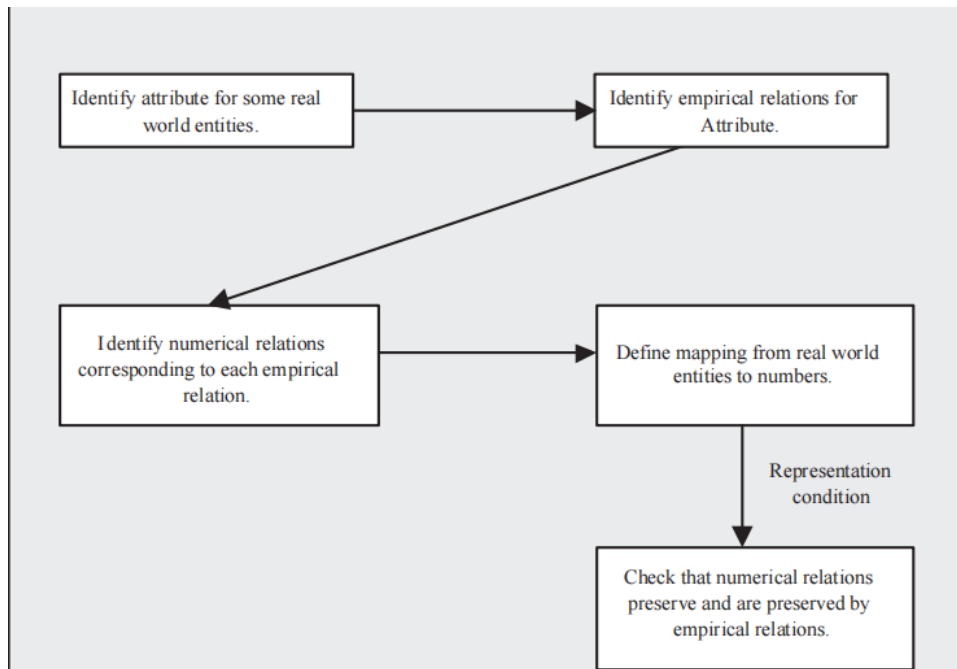 Identify attribute for some real
world entities.
Identify empirical relations for
Attribute.
Identify numerical relations
corresponding to each empirical
relation.
Define mapping from real world
entities to numbers.
Representation
condition
Check that numerical relations
preserve and are preserved by
empirical relations.